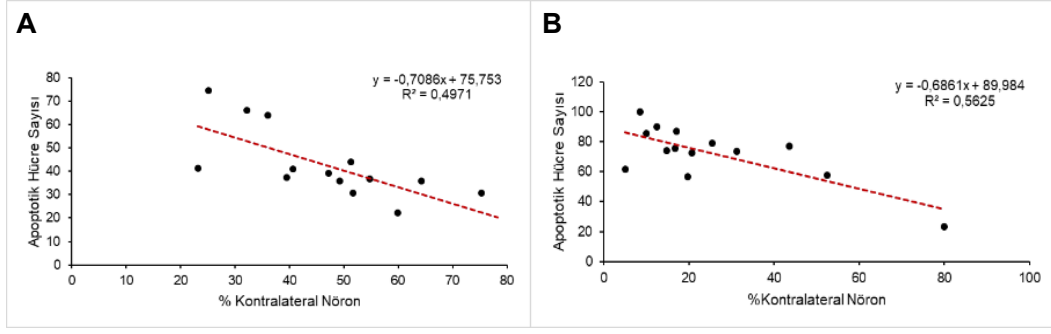 A
y = -0,7086x + 75,753
R² = 0,4971
Apoptotik Hücre Sayısı
80
70
60
50
40
30
20
10
0
0 10 20 30 40 50 60 70 80
% Kontralateral Nöron
B
y = -0,6861x + 89,984
R² = 0,5625
Apoptotik Hücre Sayısı
120
100
80
60
40
20
0
0 20 40 60 80 100
%Kontralateral Nöron